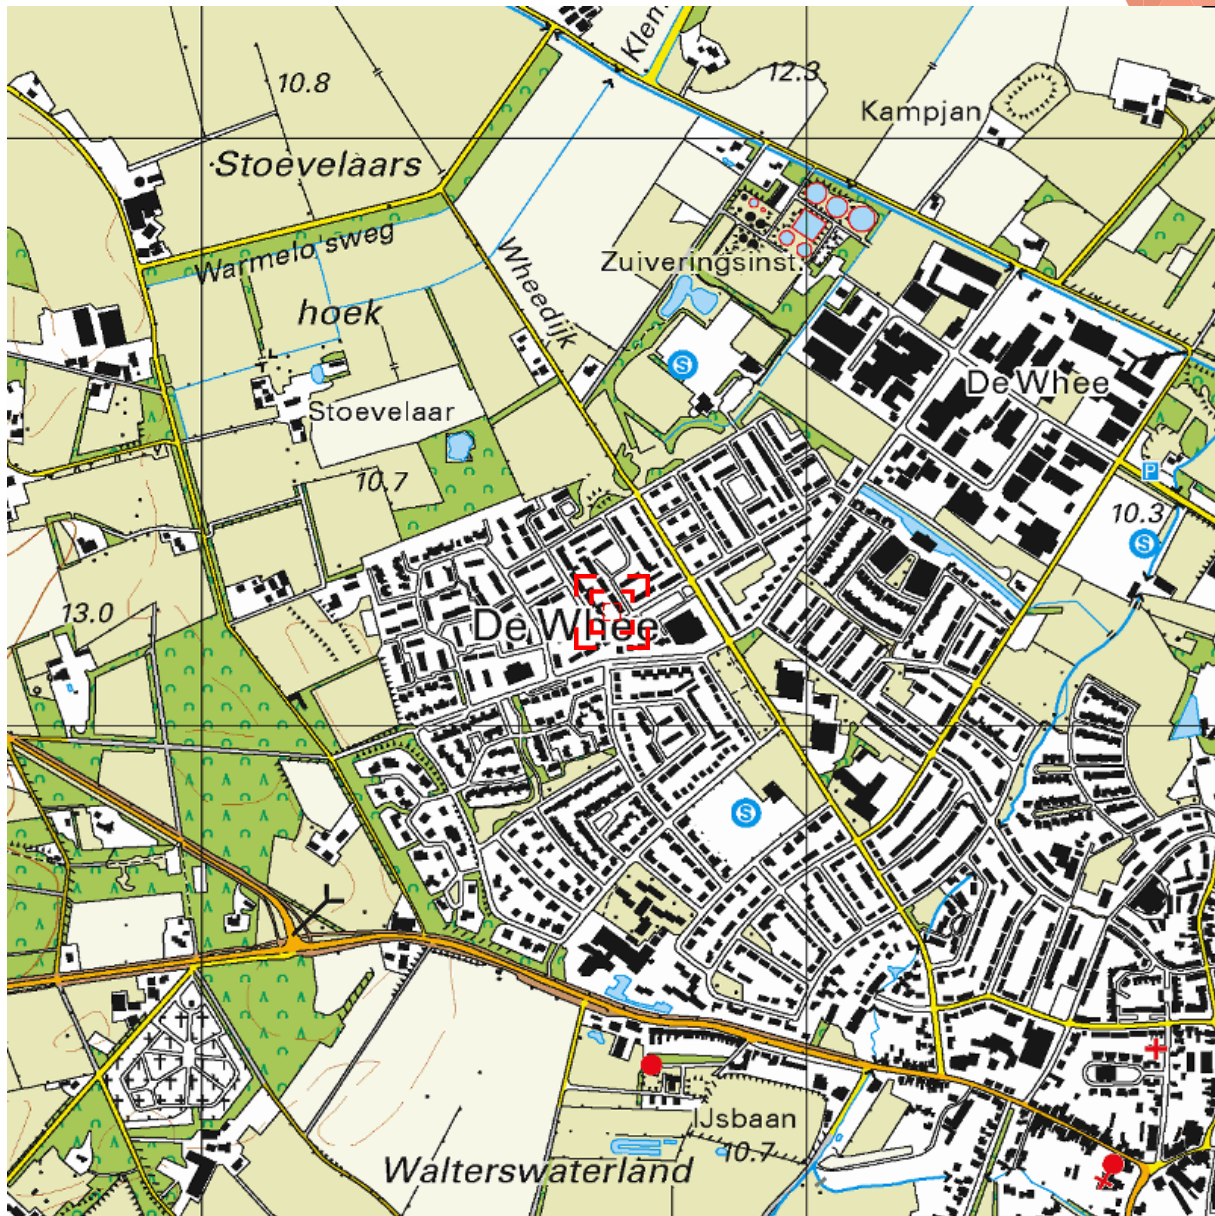 Klem
10.8
12.3
Kampjan
Stoevelaars
Warmelo'sweg
Zuiveringsinst.
Wheedijk
hoek
S
De Whee
Stoevelaar
10.7
P
10.3
S
13.0
De Whee
S
IJsbaan
10.7
Walterswaterland